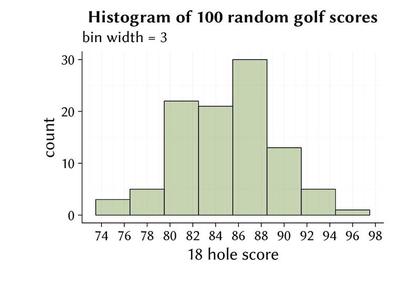 Histogram of 100 random golf scores
bin width = 3
30
20
10
0
count
74 76 78 80 82 84 86 88 90 92 94 96 98
18 hole score